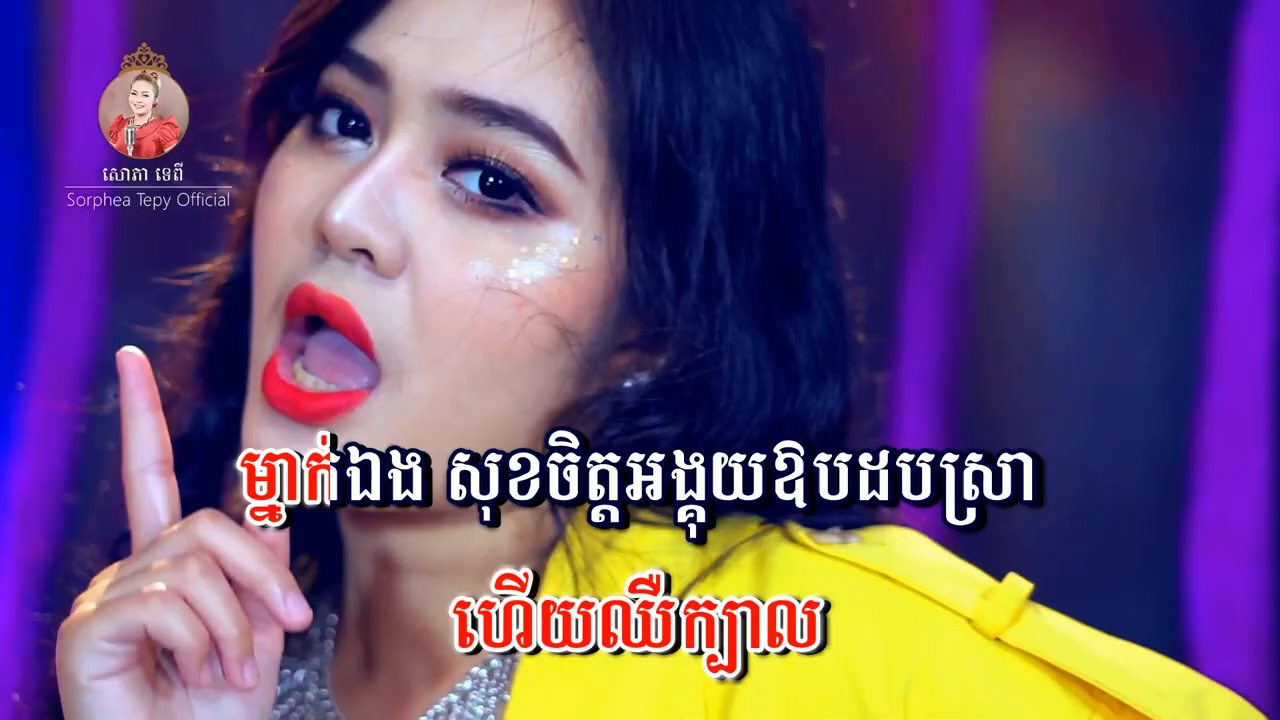 សោភា ទេពី
Sorphea Tepy Official
ម្នាក់ឯង សុខចិត្តអង្គុយឱបដបស្រា
ហើយឈឺក្បាល